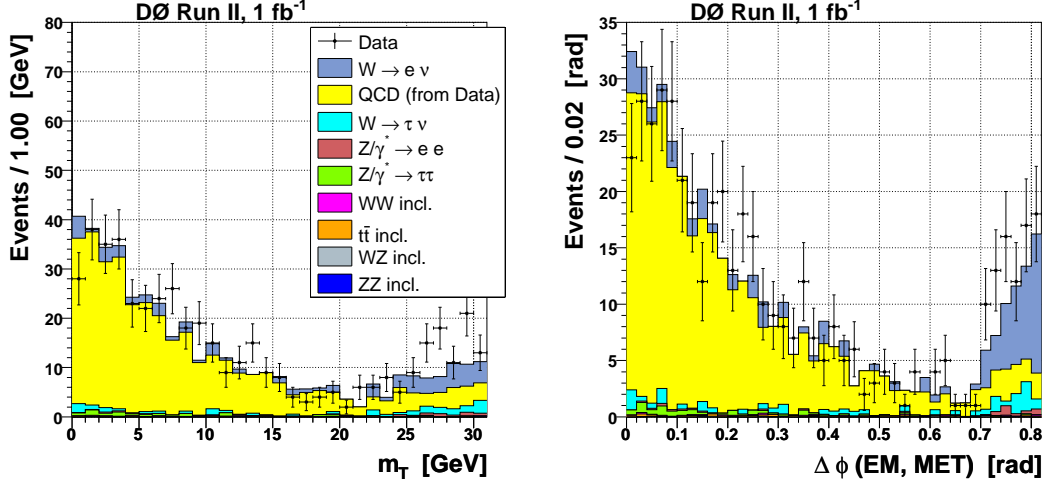 DØ Run II, 1 fb⁻¹
Events / 1.00 [GeV]
80
70
60
50
40
30
20
10
0
Data
W → e ν
QCD (from Data)
W → τ ν
Z/γ* → e e
Z/γ* → ττ
WW incl.
tt̄ incl.
WZ incl.
ZZ incl.
0 5 10 15 20 25 30
m_T [GeV]
DØ Run II, 1 fb⁻¹
Events / 0.02 [rad]
35
30
25
20
15
10
5
0
0 0.1 0.2 0.3 0.4 0.5 0.6 0.7 0.8
Δ ϕ (EM, MET) [rad]